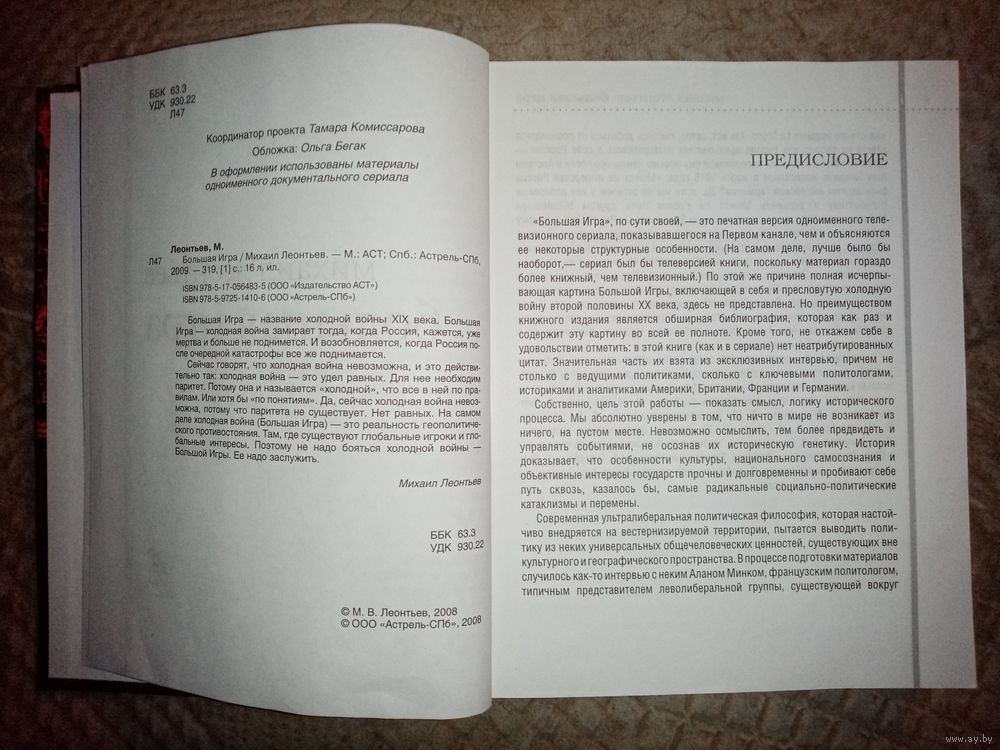 ББК 63.3
УДК 930.22
Л47
Координатор проекта Тамара Комиссарова
Обложка: Ольга Бегак
В оформлении использованы материалы
одноименного документального сериала
Леонтьев, М.
Л47 Большая Игра / Михаил Леонтьев. — М.: АСТ; Спб.: Астрель-СПб,
2009. — 319, [1] с.: 16 л. ил.
ISBN 978-5-17-056483-5 (ООО «Издательство АСТ»)
ISBN 978-5-9725-1410-6 (ООО «Астрель-СПб»)
Большая Игра — название холодной войны XIX века. Большая
Игра — холодная война замирает тогда, когда Россия, кажется, уже
мертва и больше не поднимется. И возобновляется, когда Россия по-
сле очередной катастрофы все же поднимается.
Сейчас говорят, что холодная война невозможна, и это действи-
тельно так: холодная война — это удел равных. Для нее необходим
паритет. Потому она и называется «холодной», что все в ней по пра-
вилам. Или хотя бы «по понятиям». Да, сейчас холодная война невоз-
можна, потому что паритета не существует. Нет равных. На самом
деле холодная война (Большая Игра) — это реальность геополитиче-
ского противостояния. Там, где существуют глобальные игроки и гло-
бальные интересы. Поэтому не надо бояться холодной войны —
Большой Игры. Ее надо заслужить.
Михаил Леонтьев
ББК 63.3
УДК 930.22
© М. В. Леонтьев, 2008
© ООО «Астрель-СПб», 2008
ПРЕДИСЛОВИЕ
«Большая Игра», по сути своей, — это печатная версия одноименного теле-
визионного сериала, показывавшегося на Первом канале, чем и объясняются
ее некоторые структурные особенности. (На самом деле, лучше было бы
наоборот,— сериал был бы телеверсией книги, поскольку материал гораздо
более книжный, чем телевизионный.) По этой же причине полная исчерпы-
вающая картина Большой Игры, включающей в себя и пресловутую холодную
войну второй половины XX века, здесь не представлена. Но преимуществом
книжного издания является обширная библиография, которая как раз и
содержит эту картину во всей ее полноте. Кроме того, не откажем себе в
удовольствии отметить: в этой книге (как и в сериале) нет неатрибутированных
цитат. Значительная часть их взята из эксклюзивных интервью, причем не
столько с ведущими политиками, сколько с ключевыми политологами,
историками и аналитиками Америки, Британии, Франции и Германии.
Собственно, цель этой работы — показать смысл, логику исторического
процесса. Мы абсолютно уверены в том, что ничто в мире не возникает из
ничего, на пустом месте. Невозможно осмыслить, тем более предвидеть и
управлять событиями, не осознав их историческую генетику. История
доказывает, что особенности культуры, национального самосознания и
объективные интересы государств прочны и долговременны и пробивают себе
путь сквозь, казалось бы, самые радикальные социально-политические
катаклизмы и перемены.
Современная ультралиберальная политическая философия, которая настой-
чиво внедряется на вестернизируемой территории, пытается выводить поли-
тику из неких универсальных общечеловеческих ценностей, существующих вне
культурного и географического пространства. В процессе подготовки материалов
случилось как-то интервью с неким Аланом Минком, французским политологом,
типичным представителем леволиберальной группы, существующей вокруг
www.ay.by